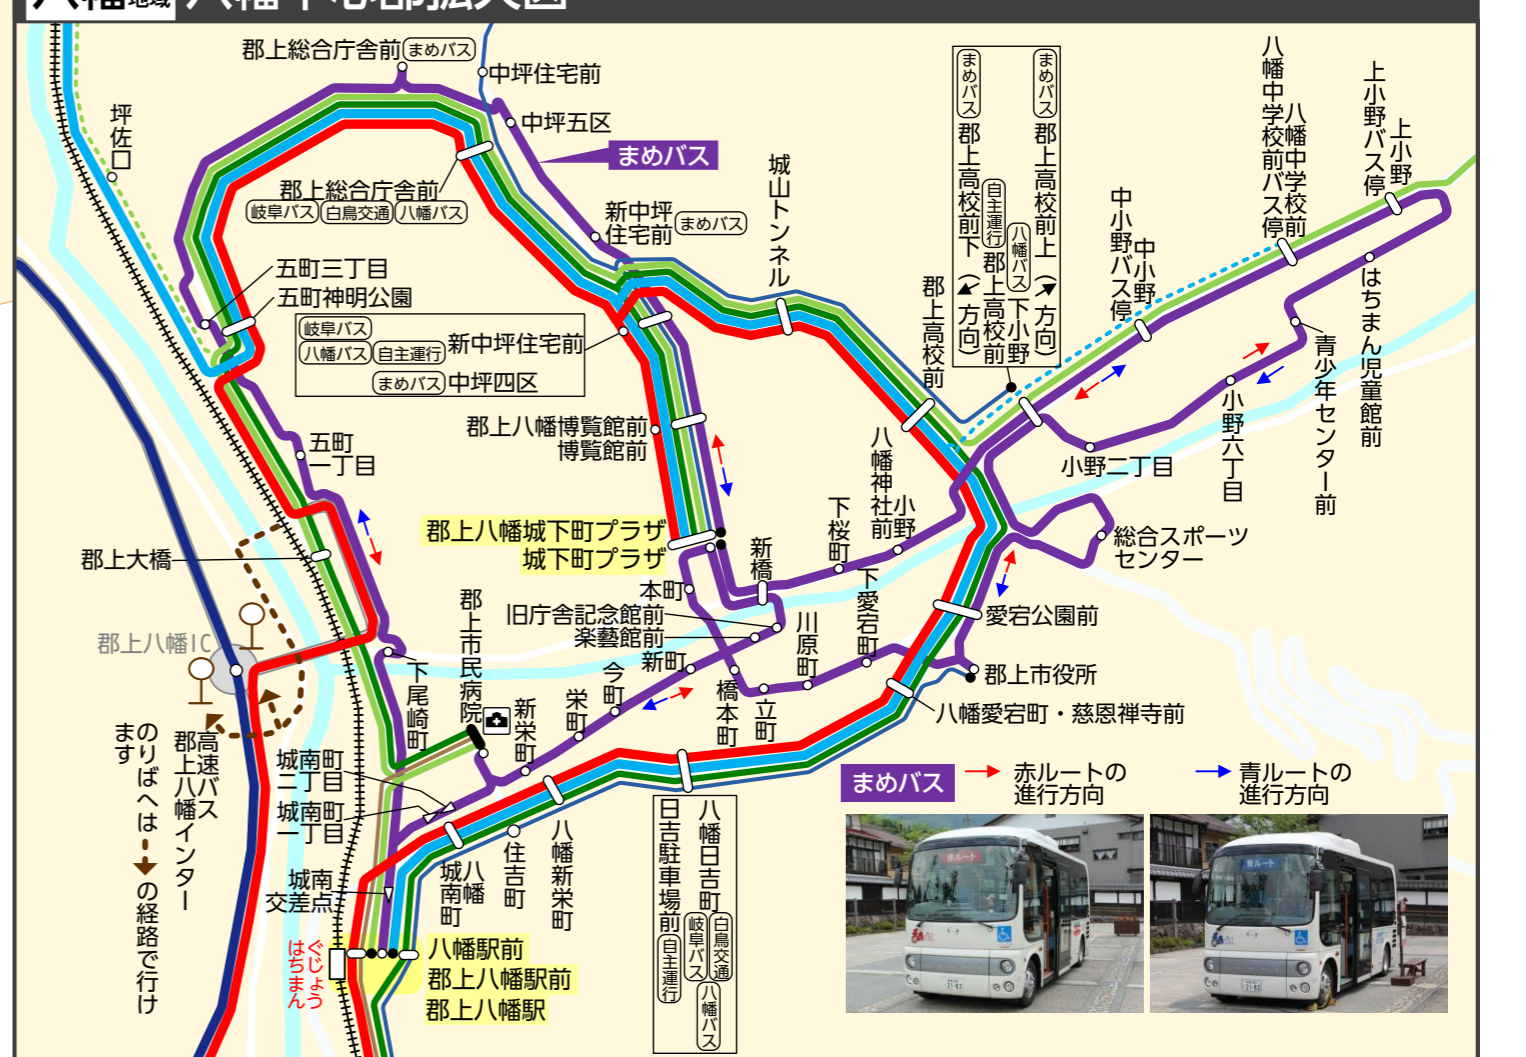 地域
郡上総合庁舎前
まめバス
中坪住宅前
中坪五区
まめバス
坪佐口
郡上総合庁舎前
岐阜バス
白鳥交通
八幡バス
新中坪
住宅前
まめバス
城山トンネル
まめバス
郡上高校前下
(
方向)
自主運行
郡上高校前
八幡バス
下小野
まめバス
郡上高校前上
(
方向)
郡上高校前
中小野バス停
中小野
八幡中学校前バス停
八幡中学校前
上小野バス停
上小野
はちまん児童館前
青少年センター前
小野六丁目
小野二丁目
五町三丁目
五町神明公園
岐阜バス
八幡バス
自主運行
新中坪住宅前
まめバス
中坪四区
五町
一丁目
郡上八幡博覧館前
博覧館前
八幡神社前
小野
下桜町
総合スポーツ
センター
郡上八幡城下町プラザ
城下町プラザ
新橋
郡上大橋
本町
旧庁舎記念館前
楽藝館前
新町
川原町
下愛宕町
愛宕公園前
郡上市役所
八幡愛宕町・慈恩禅寺前
郡上八幡IC
下尾崎町
郡上市民病院
新栄町
栄町
今町
橋本町
立町
高速バス
郡上八幡インター
のりばへは
の経路で行け
ます
城南町
二丁目
城南町
一丁目
城南
交差点
八幡
城南町
住吉町
八幡新栄町
八幡日吉町
岐阜バス
白鳥交通
八幡バス
日吉駐車場前
自主運行
まめバス
赤ルートの
進行方向
青ルートの
進行方向
赤ルート
青ルート
ぐじょう
はちまん
八幡駅前
郡上八幡駅前
郡上八幡駅